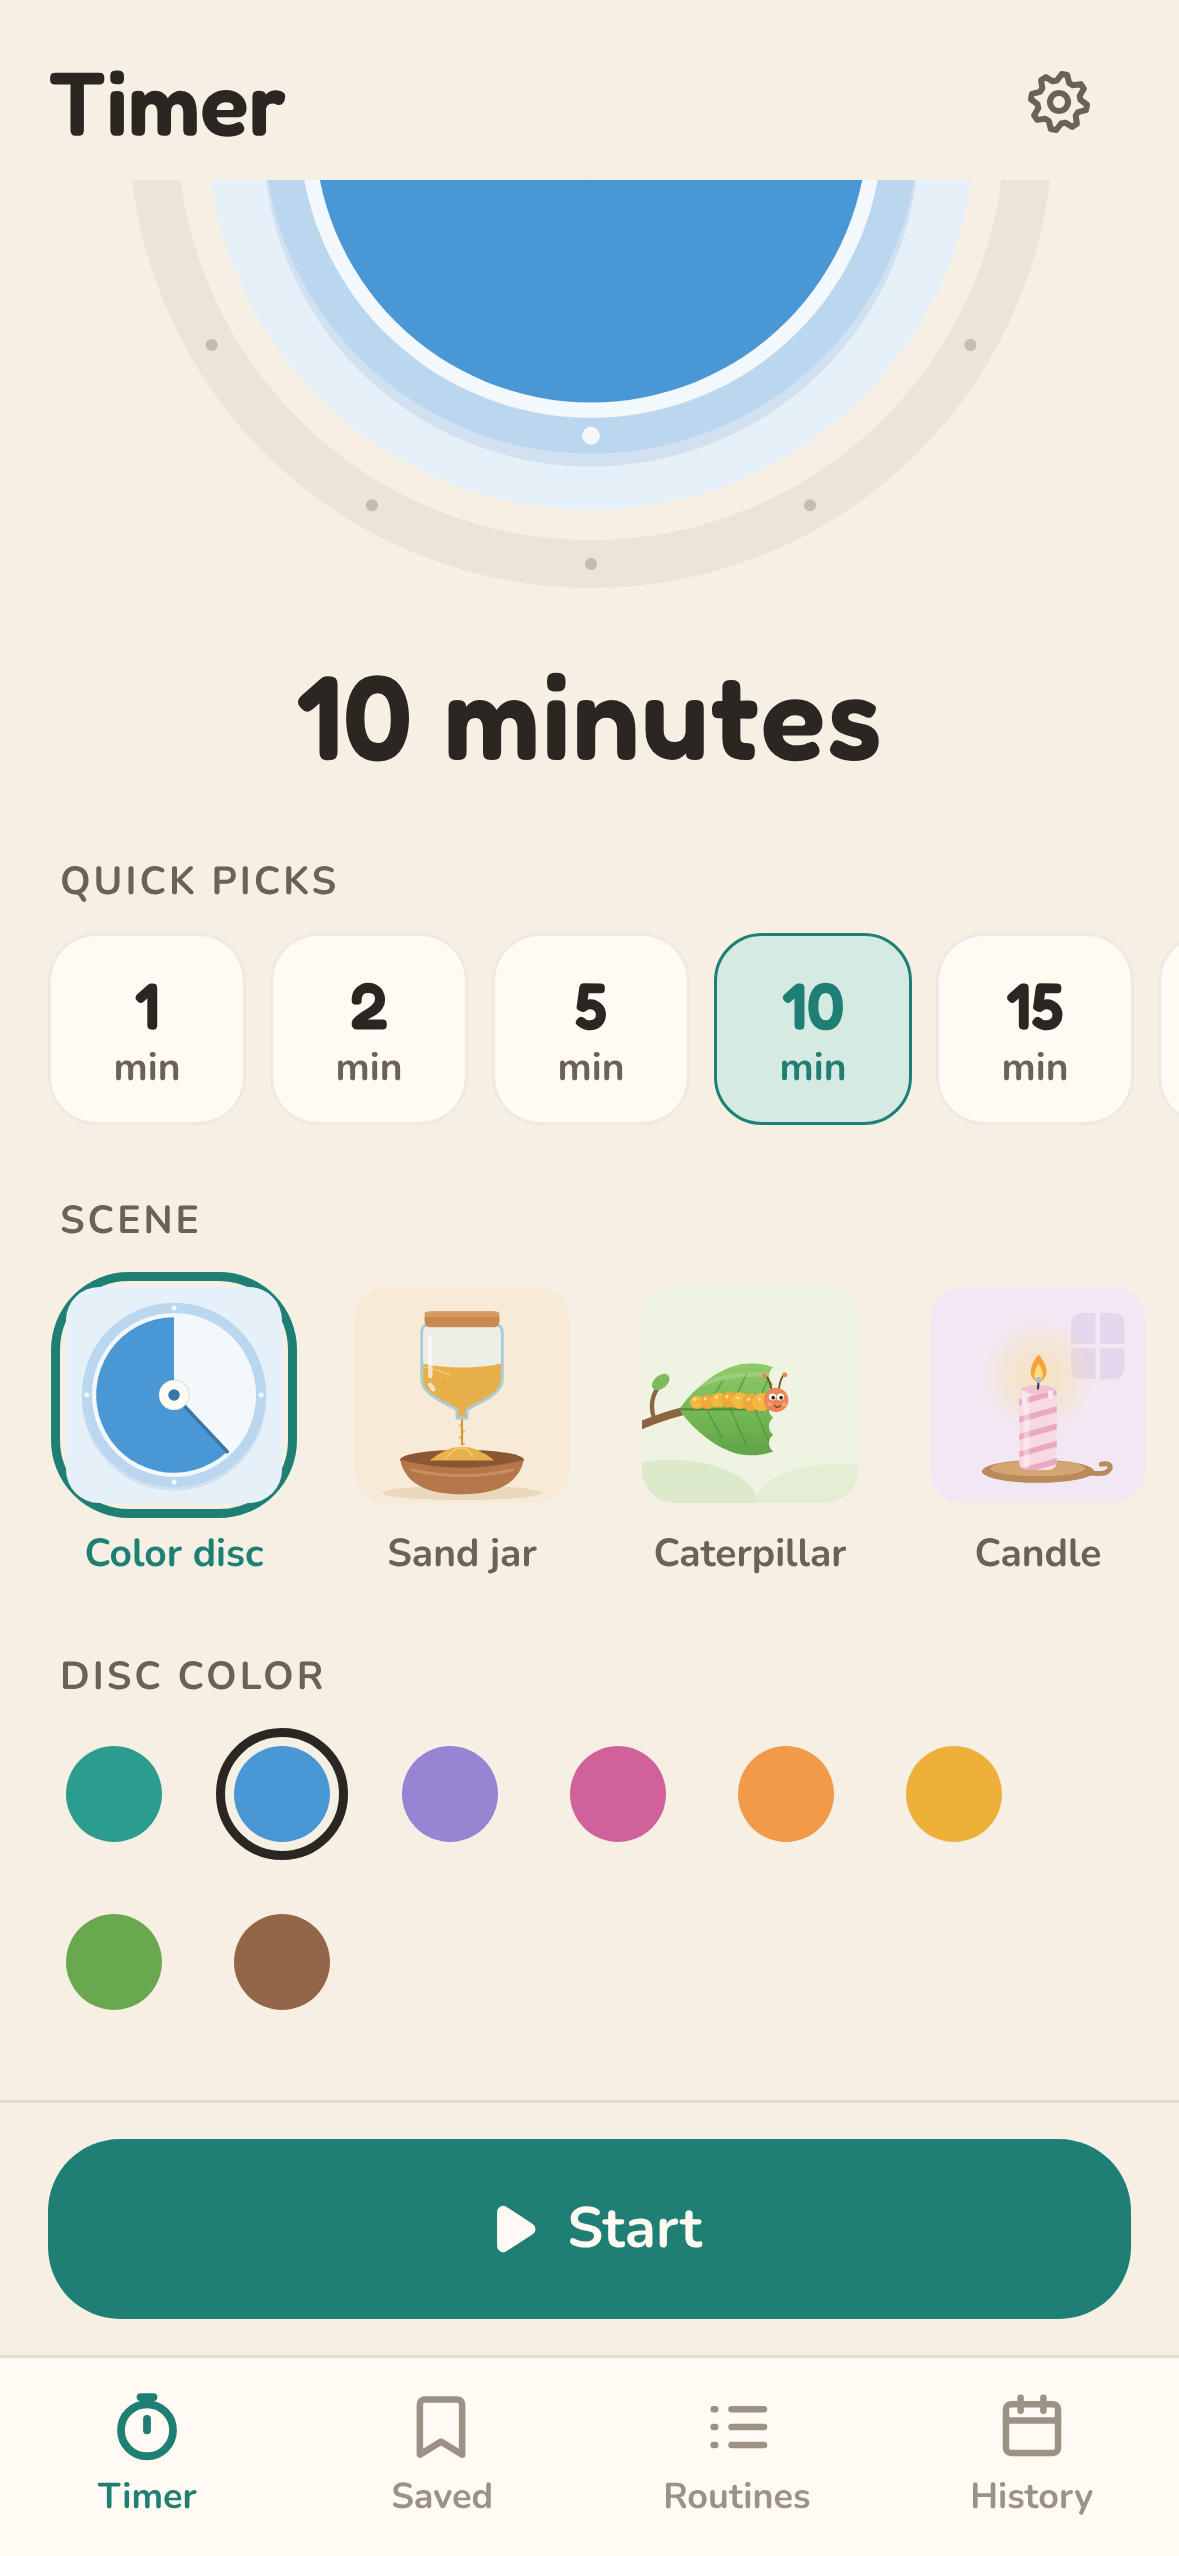 Timer
10 minutes
QUICK PICKS
1 2 5 10 15
min min min min min
SCENE
Color disc Sand jar Caterpillar Candle
DISC COLOR
Start
Timer Saved Routines History